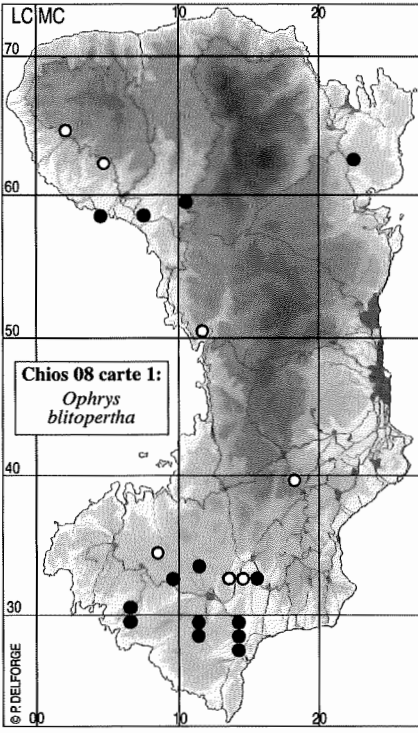 LC MC 10 20
70
60
50
Chios 08 carte 1:
Ophrys
blitopertha
40
30
© P. DELFORGE
00 10 20